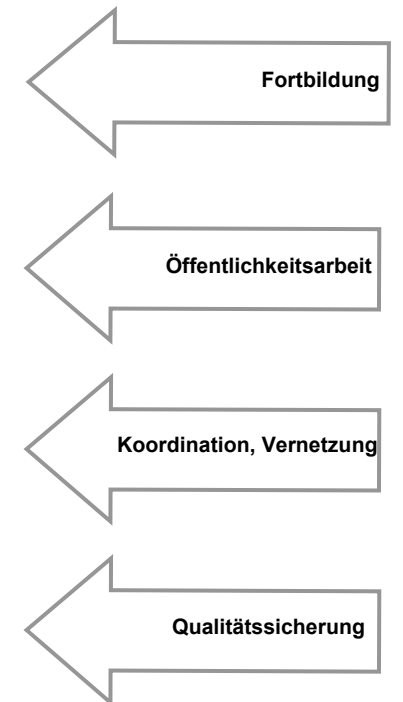 Fortbildung
Öffentlichkeitsarbeit
Koordination, Vernetzung
Qualitätssicherung